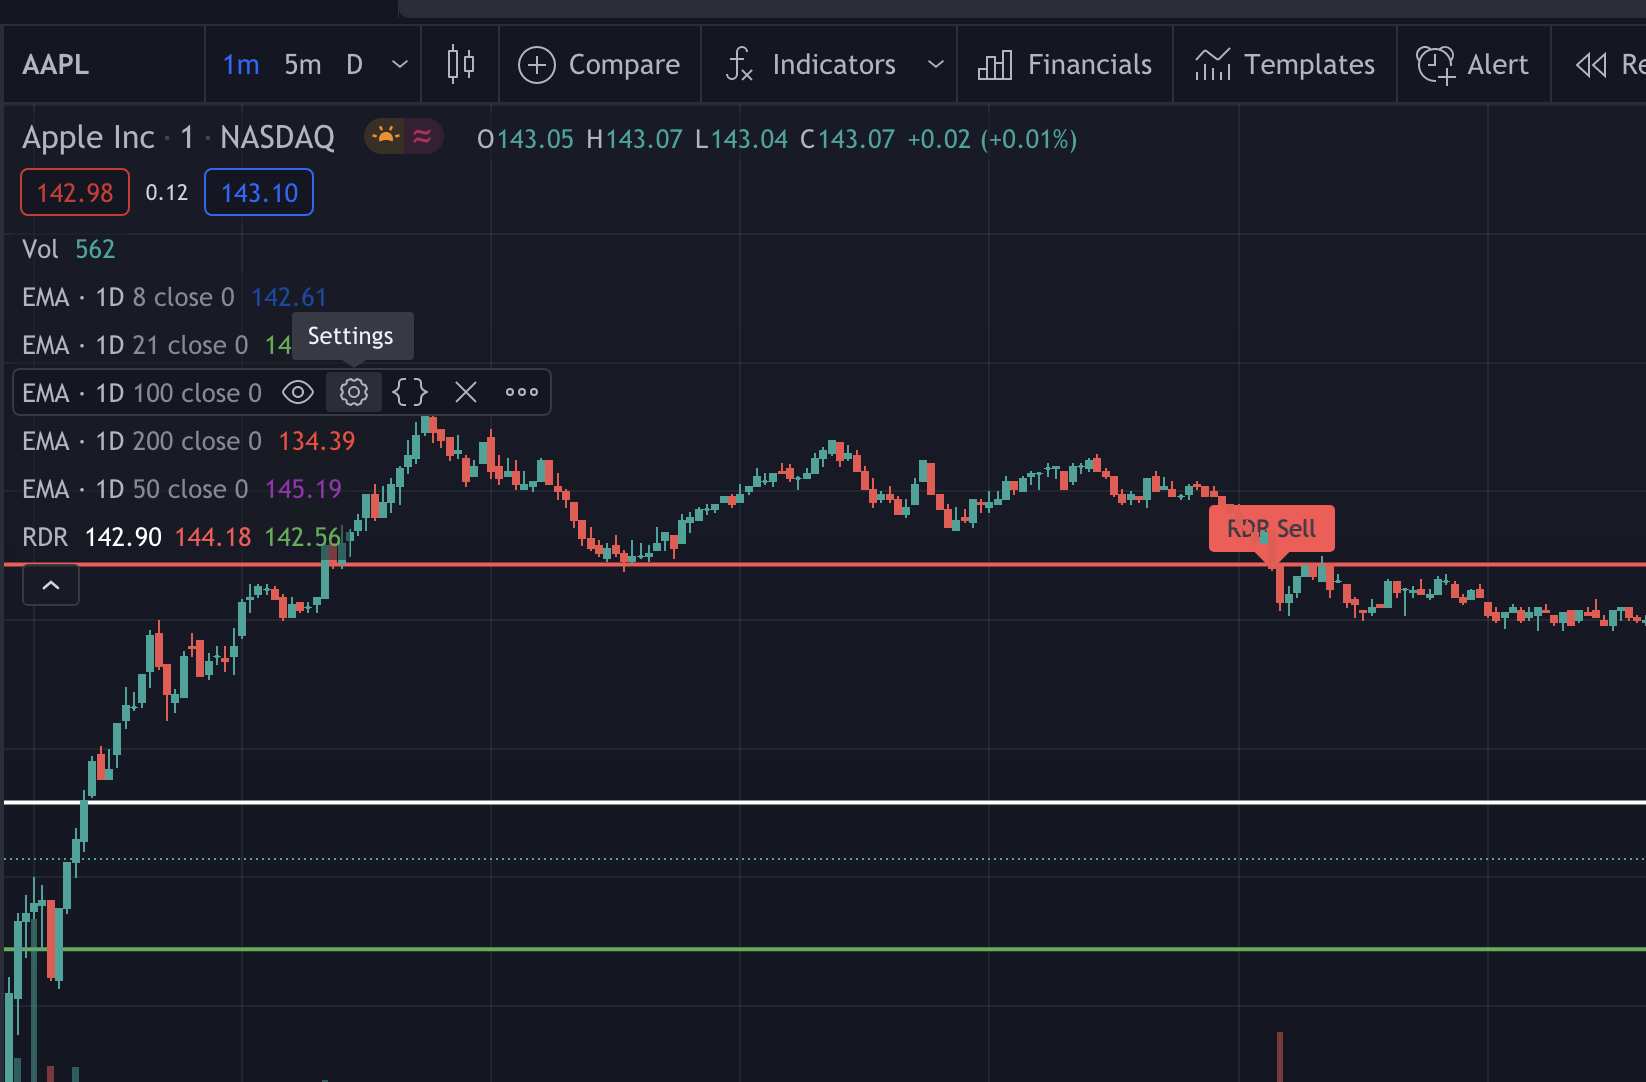 AAPL 1m 5m D Compare Indicators Financials Templates Alert
Apple Inc · 1 · NASDAQ O143.05 H143.07 L143.04 C143.07 +0.02 (+0.01%)
142.98 0.12 143.10
Vol 562
EMA · 1D 8 close 0 142.61
EMA · 1D 21 close 0
Settings
EMA · 1D 100 close 0
EMA · 1D 200 close 0 134.39
EMA · 1D 50 close 0 145.19
RDR 142.90 144.18 142.56
RDR Sell